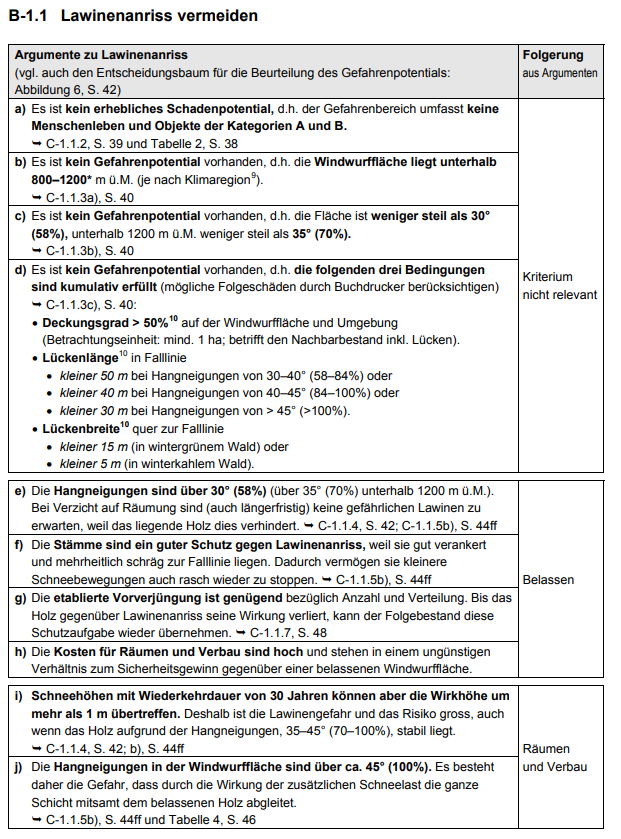 B-1.1 Lawinenanriss vermeiden
Argumente zu Lawinenanriss
(vgl. auch den Entscheidungsbaum für die Beurteilung des Gefahrenpotentials:
Abbildung 6, S. 42)
Folgerung
aus Argumenten
a) Es ist kein erhebliches Schadenpotential, d.h. der Gefahrenbereich umfasst keine
Menschenleben und Objekte der Kategorien A und B.
➥ C-1.1.2, S. 39 und Tabelle 2, S. 38
b) Es ist kein Gefahrenpotential vorhanden, d.h. die Windwurffläche liegt unterhalb
800–1200* m ü.M. (je nach Klimaregion⁹).
➥ C-1.1.3a), S. 40
c) Es ist kein Gefahrenpotential vorhanden, d.h. die Fläche ist weniger steil als 30°
(58%), unterhalb 1200 m ü.M. weniger steil als 35° (70%).
➥ C-1.1.3b), S. 40
d) Es ist kein Gefahrenpotential vorhanden, d.h. die folgenden drei Bedingungen
sind kumulativ erfüllt (mögliche Folgeschäden durch Buchdrucker berücksichtigen)
➥ C-1.1.3c), S. 40:
• Deckungsgrad > 50%¹⁰ auf der Windwurffläche und Umgebung
(Betrachtungseinheit: mind. 1 ha; betrifft den Nachbarbestand inkl. Lücken).
• Lückenlänge¹⁰ in Falllinie
• kleiner 50 m bei Hangneigungen von 30–40° (58–84%) oder
• kleiner 40 m bei Hangneigungen von 40–45° (84–100%) oder
• kleiner 30 m bei Hangneigungen von > 45° (>100%).
• Lückenbreite¹⁰ quer zur Falllinie
• kleiner 15 m (in wintergrünem Wald) oder
• kleiner 5 m (in winterkahlem Wald).
Kriterium
nicht relevant
e) Die Hangneigungen sind über 30° (58%) (über 35° (70%) unterhalb 1200 m ü.M.).
Bei Verzicht auf Räumung sind (auch längerfristig) keine gefährlichen Lawinen zu
erwarten, weil das liegende Holz dies verhindert. ➥ C-1.1.4, S. 42; C-1.1.5b), S. 44ff
f) Die Stämme sind ein guter Schutz gegen Lawinenanriss, weil sie gut verankert
und mehrheitlich schräg zur Falllinie liegen. Dadurch vermögen sie kleinere
Schneebewegungen auch rasch wieder zu stoppen. ➥ C-1.1.5b), S. 44ff
g) Die etablierte Vorverjüngung ist genügend bezüglich Anzahl und Verteilung. Bis das
Holz gegenüber Lawinenanriss seine Wirkung verliert, kann der Folgebestand diese
Schutzaufgabe wieder übernehmen. ➥ C-1.1.7, S. 48
h) Die Kosten für Räumen und Verbau sind hoch und stehen in einem ungünstigen
Verhältnis zum Sicherheitsgewinn gegenüber einer belassenen Windwurffläche.
Belassen
i) Schneehöhen mit Wiederkehrdauer von 30 Jahren können aber die Wirkhöhe um
mehr als 1 m übertreffen. Deshalb ist die Lawinengefahr und das Risiko gross, auch
wenn das Holz aufgrund der Hangneigungen, 35–45° (70–100%), stabil liegt.
➥ C-1.1.4, S. 42; b), S. 44ff
j) Die Hangneigungen in der Windwurffläche sind über ca. 45° (100%). Es besteht
daher die Gefahr, dass durch die Wirkung der zusätzlichen Schneelast die ganze
Schicht mitsamt dem belassenen Holz abgleitet.
➥ C-1.1.5b), S. 44ff und Tabelle 4, S. 46
Räumen
und Verbau